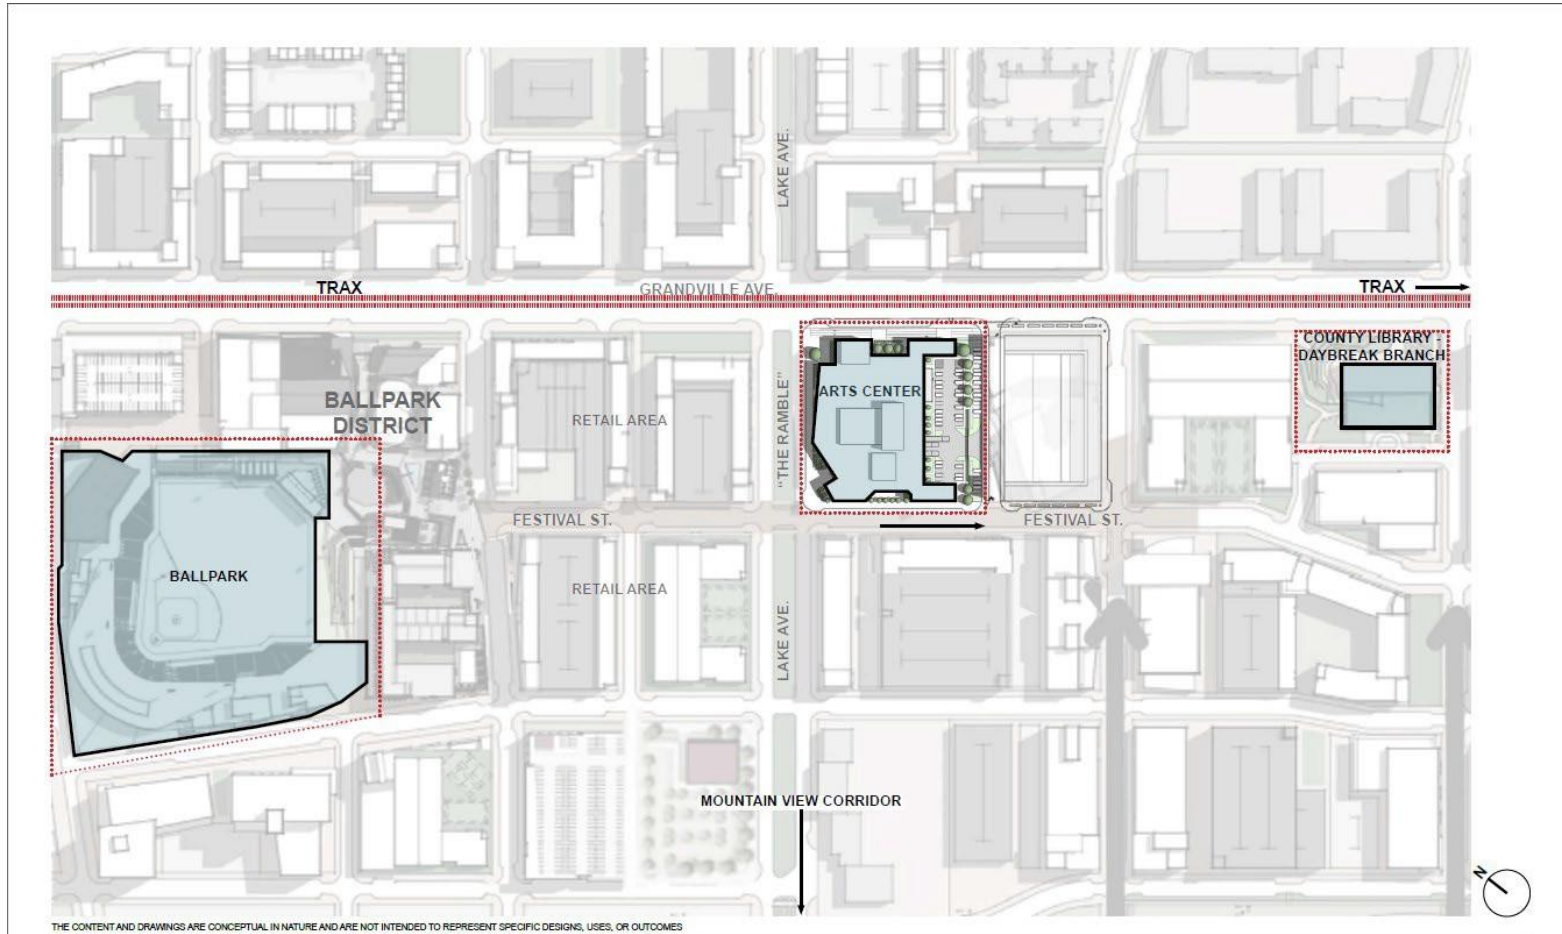 LAKE AVE.
TRAX
GRANDVILLE AVE.
TRAX
COUNTY LIBRARY -
DAYBREAK BRANCH
BALLPARK
DISTRICT
RETAIL AREA
"THE RAMBLE"
ARTS CENTER
FESTIVAL ST.
FESTIVAL ST.
BALLPARK
RETAIL AREA
LAKE AVE.
MOUNTAIN VIEW CORRIDOR
N
THE CONTENT AND DRAWINGS ARE CONCEPTUAL IN NATURE AND ARE NOT INTENDED TO REPRESENT SPECIFIC DESIGNS, USES, OR OUTCOMES